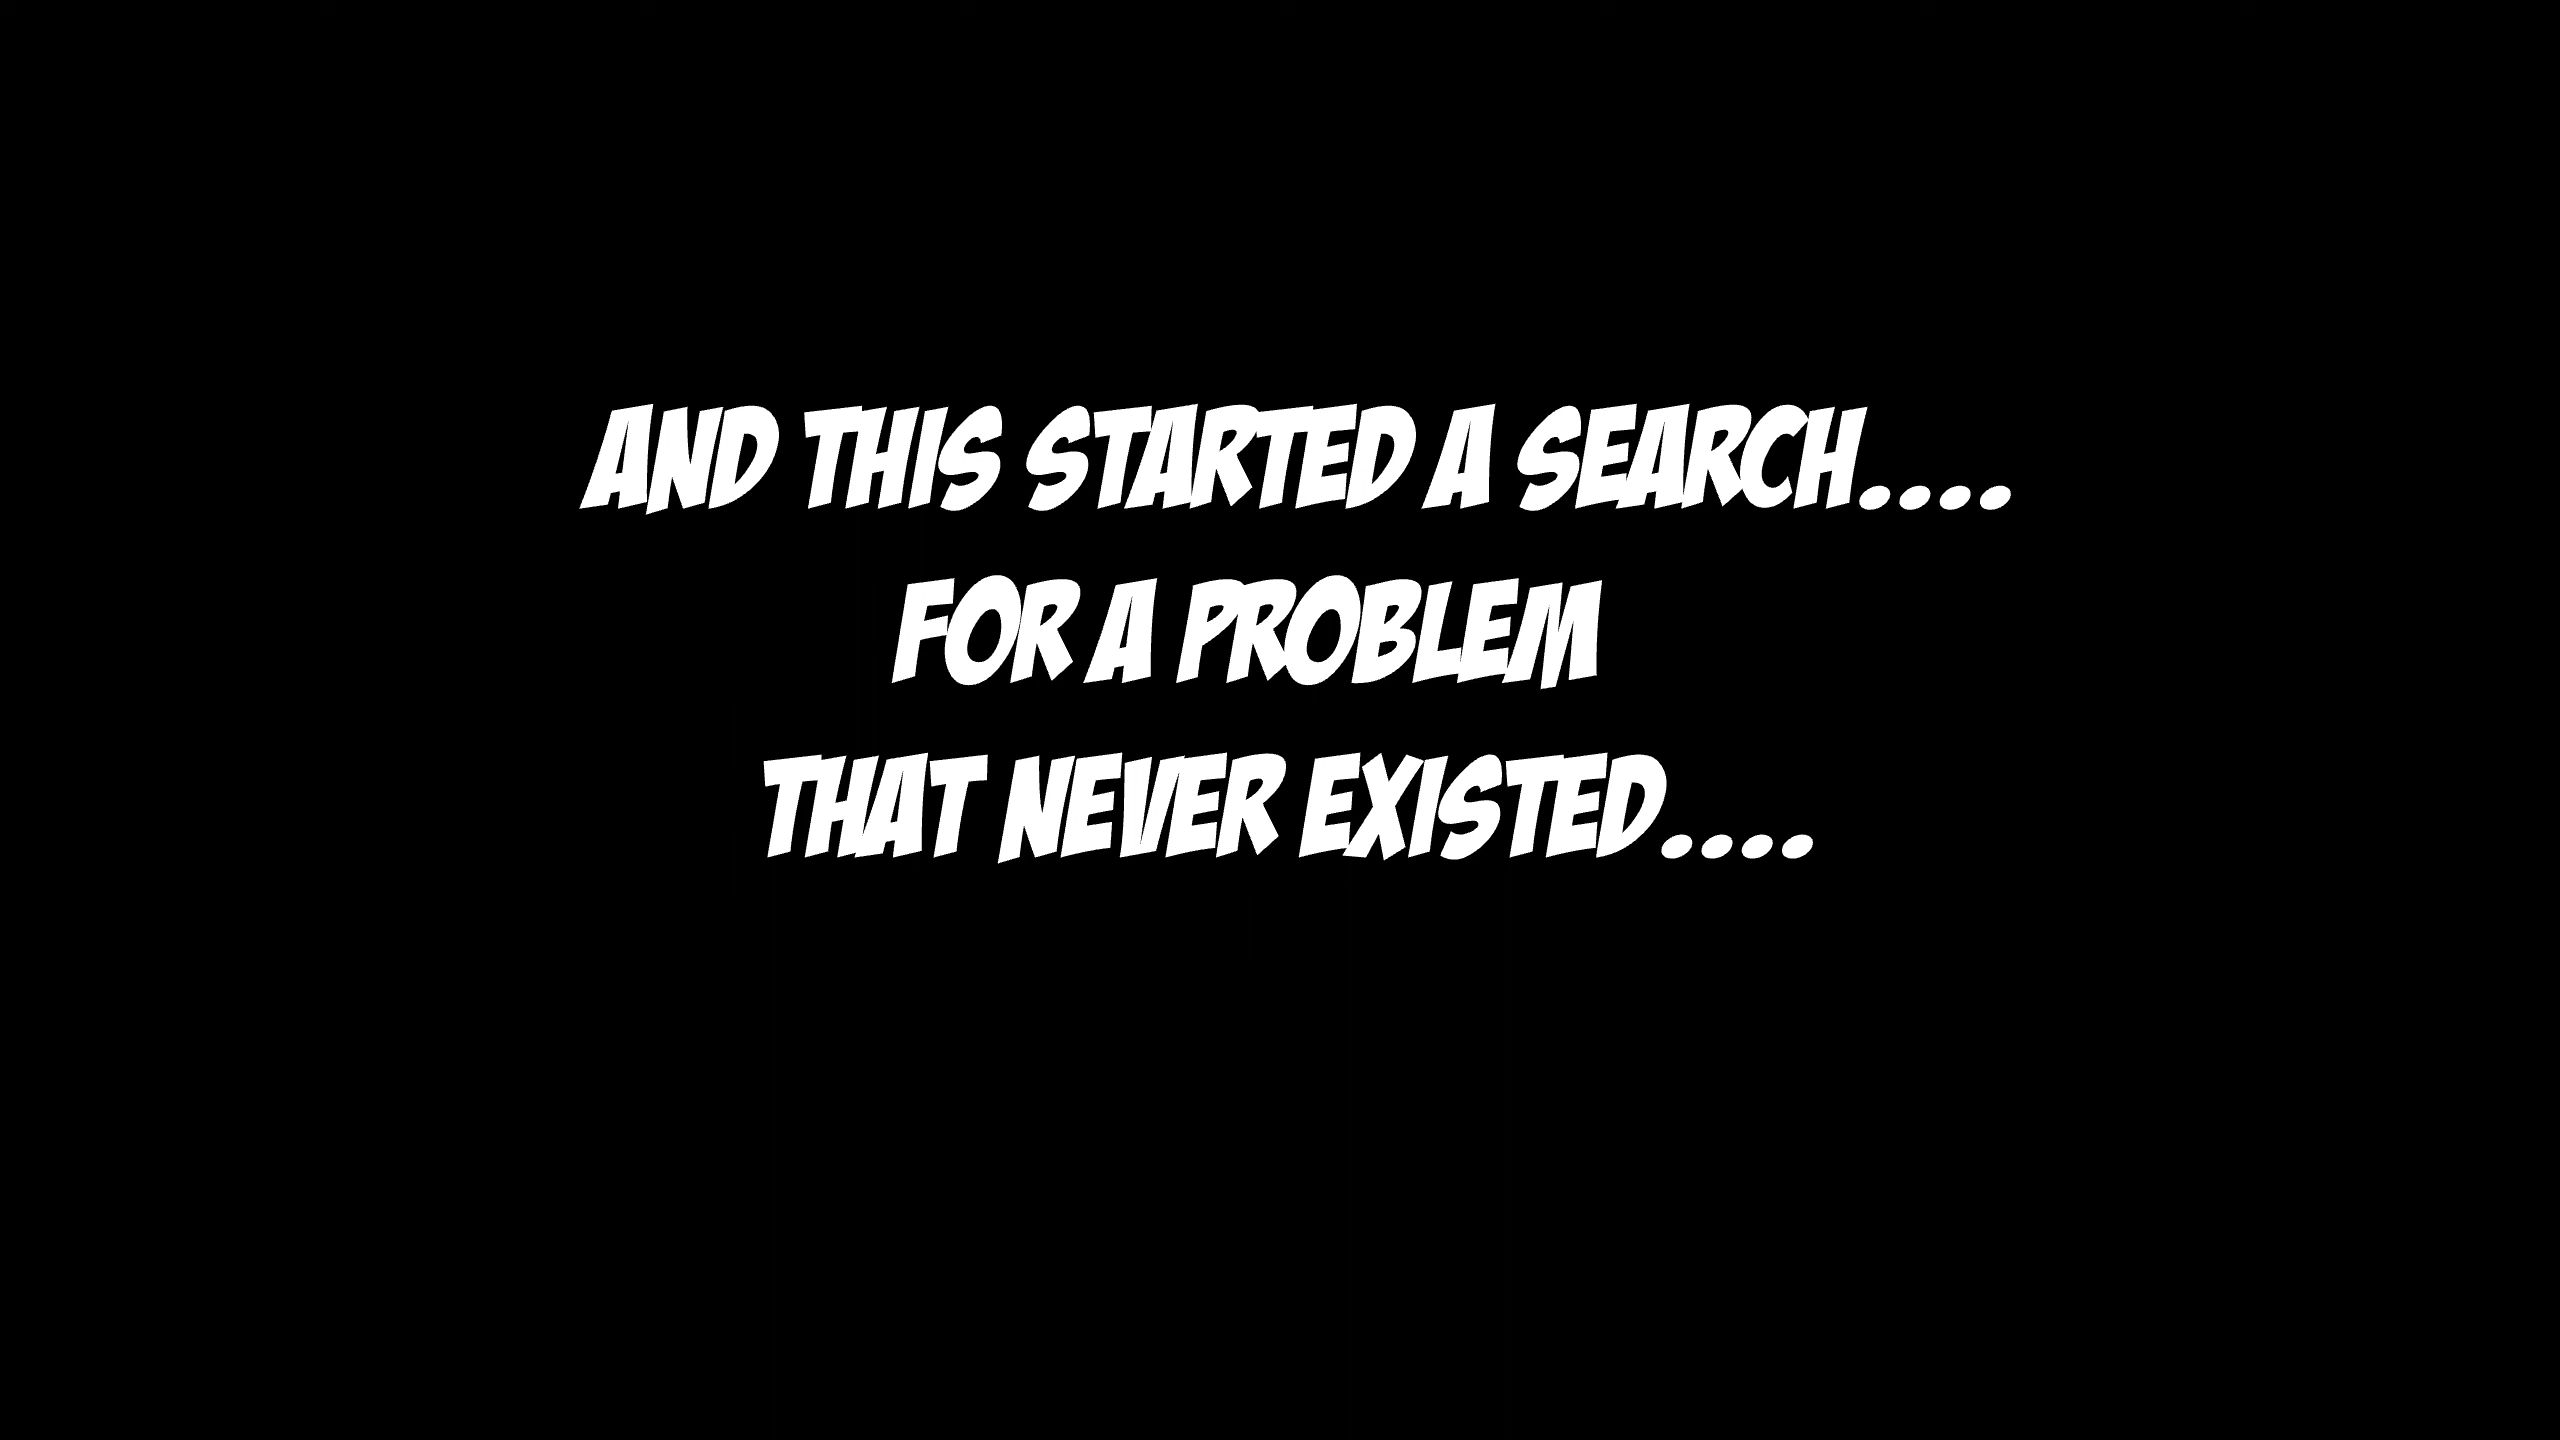 AND THIS STARTED A SEARCH....
FOR A PROBLEM
THAT NEVER EXISTED....